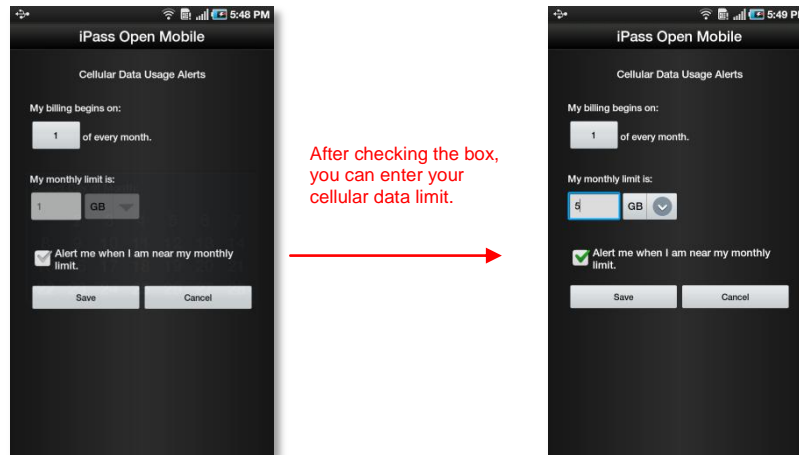 5:48 PM
iPass Open Mobile
Cellular Data Usage Alerts
My billing begins on:
1 of every month.
My monthly limit is:
1 GB
Alert me when I am near my monthly
limit.
Save Cancel
After checking the box,
you can enter your
cellular data limit.
5:49 PM
iPass Open Mobile
Cellular Data Usage Alerts
My billing begins on:
1 of every month.
My monthly limit is:
5 GB
Alert me when I am near my monthly
limit.
Save Cancel